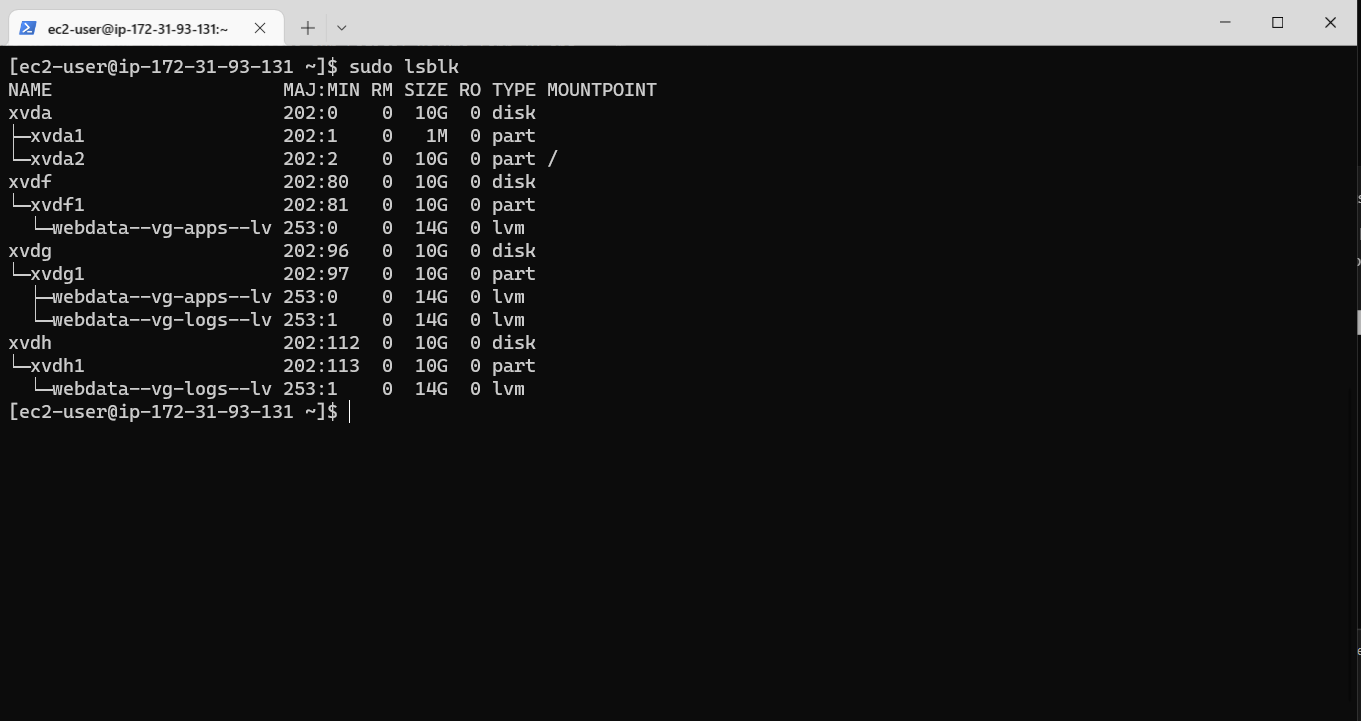 ec2-user@ip-172-31-93-131:~
[ec2-user@ip-172-31-93-131 ~]$ sudo lsblk
NAME                     MAJ:MIN RM SIZE RO TYPE MOUNTPOINT
xvda                     202:0    0  10G  0 disk
├─xvda1                  202:1    0   1M  0 part
└─xvda2                  202:2    0  10G  0 part /
xvdf                     202:80   0  10G  0 disk
└─xvdf1                  202:81   0  10G  0 part
  └─webdata--vg-apps--lv 253:0    0  14G  0 lvm
xvdg                     202:96   0  10G  0 disk
└─xvdg1                  202:97   0  10G  0 part
  ├─webdata--vg-apps--lv 253:0    0  14G  0 lvm
  └─webdata--vg-logs--lv 253:1    0  14G  0 lvm
xvdh                     202:112  0  10G  0 disk
└─xvdh1                  202:113  0  10G  0 part
  └─webdata--vg-logs--lv 253:1    0  14G  0 lvm
[ec2-user@ip-172-31-93-131 ~]$